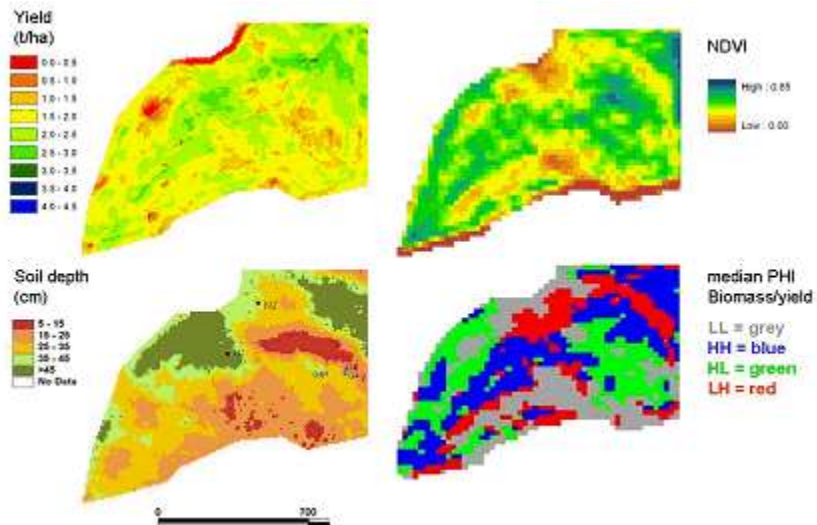 Yield
(t/ha)
0.0 - 0.5
0.5 - 1.0
1.0 - 1.5
1.5 - 2.0
2.0 - 2.5
2.5 - 3.0
3.0 - 3.5
3.5 - 4.0
4.0 - 4.5
NDVI
High : 0.85
Low : 0.00
Soil depth
(cm)
5 - 15
15 - 25
25 - 35
35 - 45
>45
No Data
median PHI
Biomass/yield
LL = grey
HH = blue
HL = green
LH = red
0
700